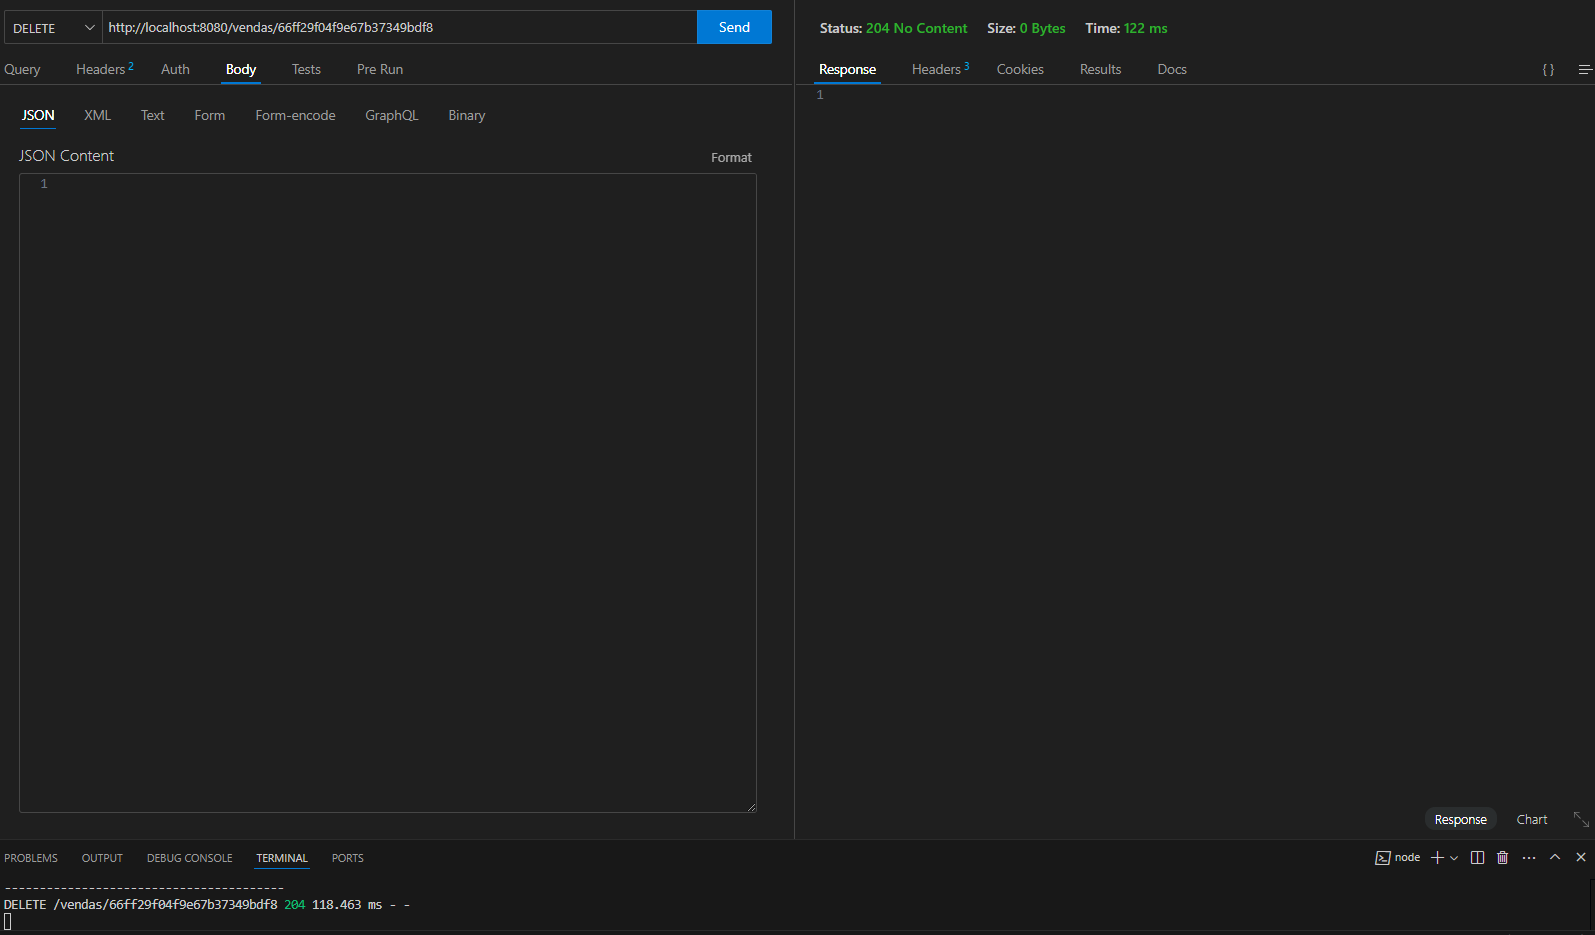 DELETE http://localhost:8080/vendas/66ff29f04f9e67b37349bdf8 Send
Query Headers 2 Auth Body Tests Pre Run
JSON XML Text Form Form-encode GraphQL Binary
JSON Content Format
1
Status: 204 No Content Size: 0 Bytes Time: 122 ms
Response Headers 3 Cookies Results Docs { }
1
Response Chart
PROBLEMS OUTPUT DEBUG CONSOLE TERMINAL PORTS node
----------------------------------------
DELETE /vendas/66ff29f04f9e67b37349bdf8 204 118.463 ms - -